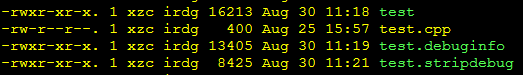 -rwxr-xr-x. 1 xzc irdg 16213 Aug 30 11:18 test
-rw-r--r--. 1 xzc irdg   400 Aug 25 15:57 test.cpp
-rwxr-xr-x. 1 xzc irdg 13405 Aug 30 11:19 test.debuginfo
-rwxr-xr-x. 1 xzc irdg  8425 Aug 30 11:21 test.stripdebug